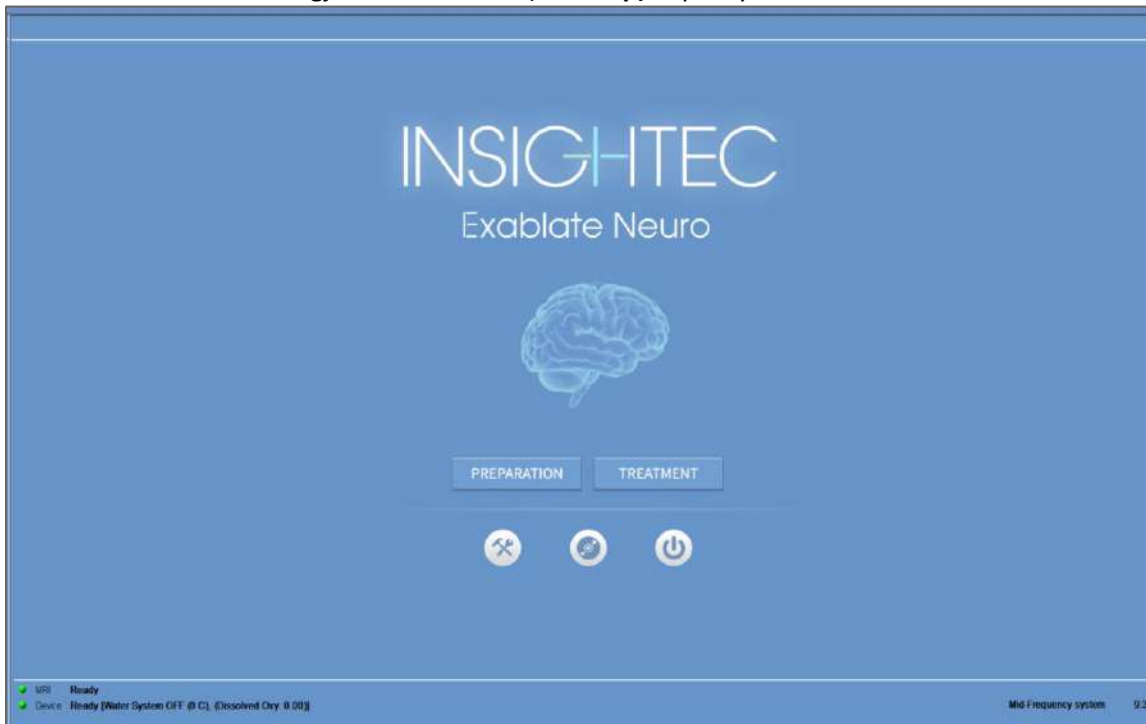 INSIGHTEC
Exablate Neuro
PREPARATION TREATMENT
MRI Ready
Device Ready [Water System OFF (0 C), (Dissolved Oxy: 0.00)]
Mid-Frequency system